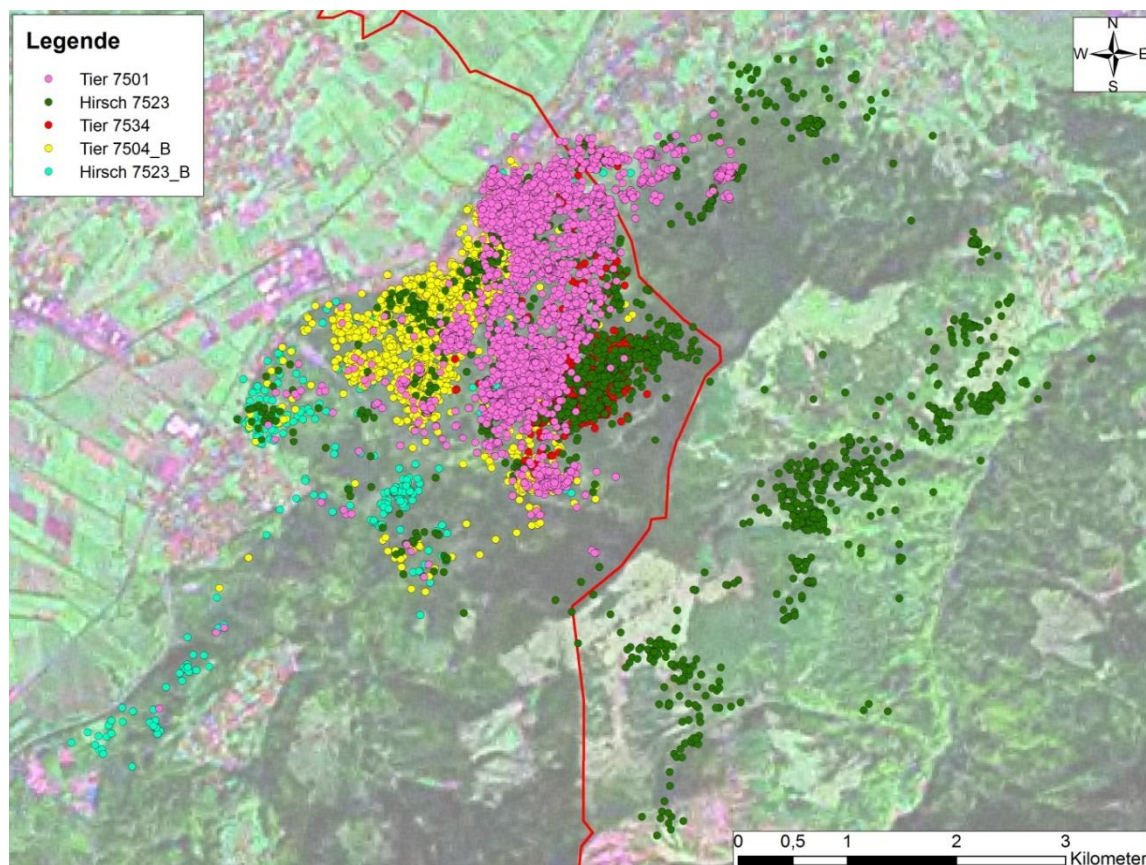 Legende
Tier 7501
Hirsch 7523
Tier 7534
Tier 7504_B
Hirsch 7523_B
N
W E
S
0 0,5 1 2 3
Kilometer